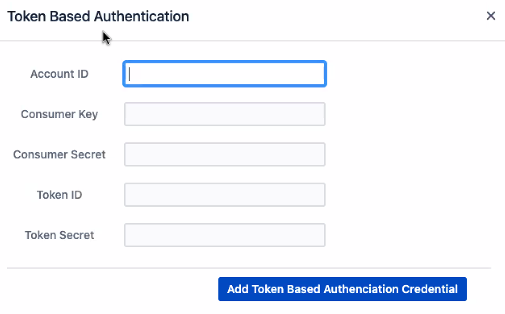 Token Based Authentication
Account ID
Consumer Key
Consumer Secret
Token ID
Token Secret
Add Token Based Authenciation Credential